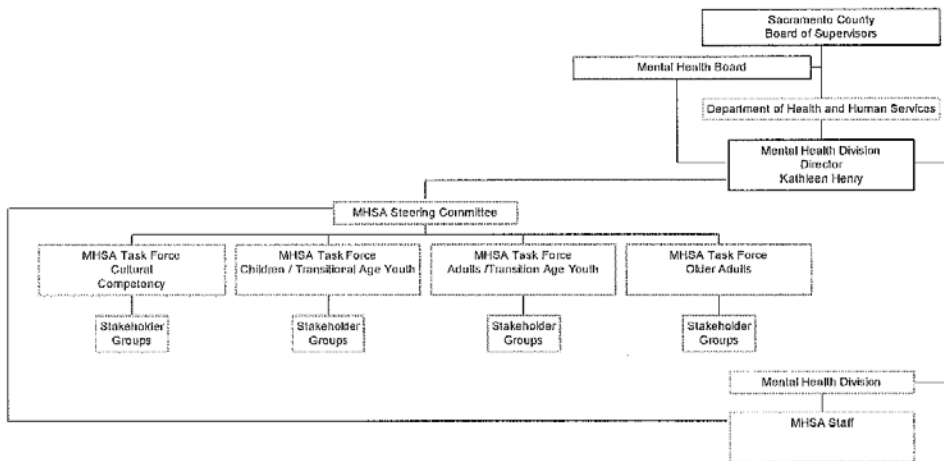 Sacramento County
Board of Supervisors
Mental Health Board
Department of Health and Human Services
Mental Health Division
Director
Kathleen Henry
MHSA Steering Committee
MHSA Task Force
Cultural
Competency
MHSA Task Force
Children / Transitional Age Youth
MHSA Task Force
Adults /Transition Age Youth
MHSA Task Force
Older Adults
Stakeholder
Groups
Stakeholder
Groups
Stakeholder
Groups
Stakeholder
Groups
Mental Health Division
MHSA Staff